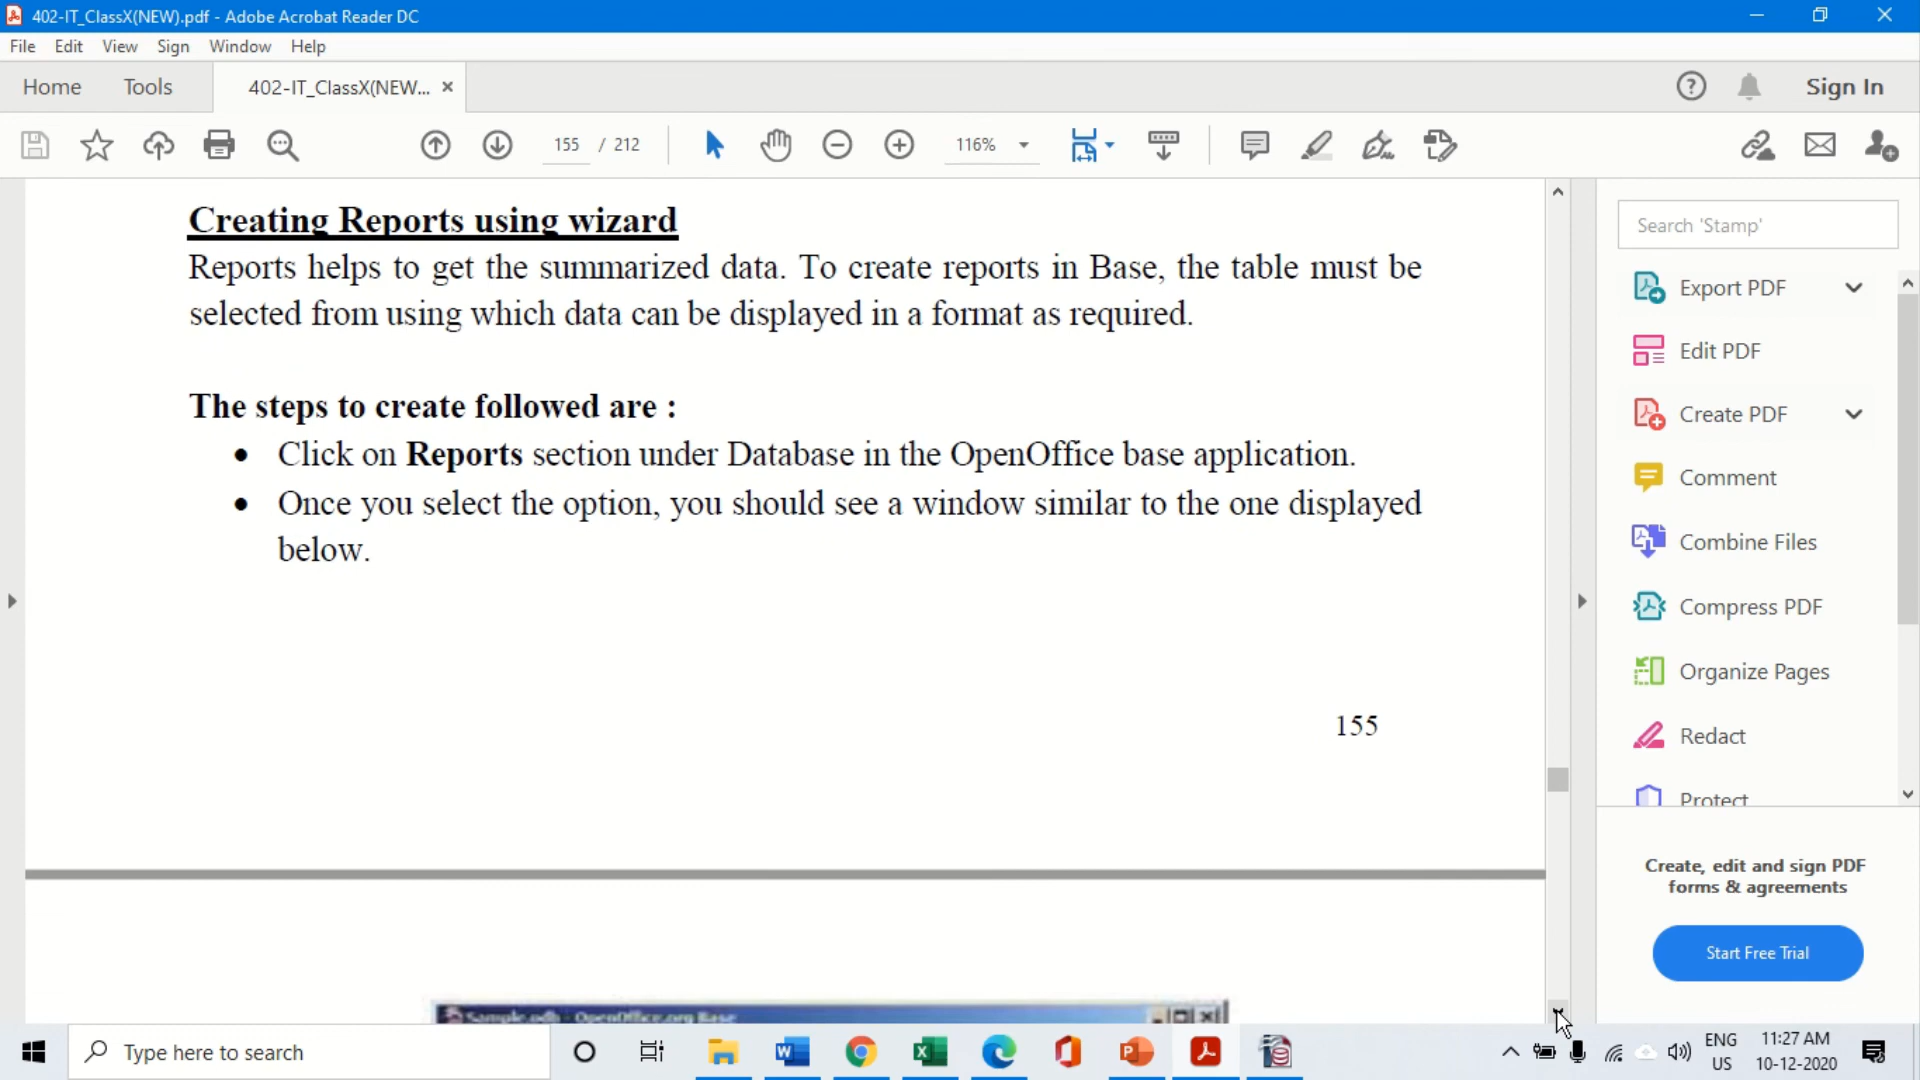 402-IT_ClassX(NEW).pdf - Adobe Acrobat Reader DC
File Edit View Sign Window Help
Home Tools 402-IT_ClassX(NEW... × Sign In
155 / 212 116%
Creating Reports using wizard
Reports helps to get the summarized data. To create reports in Base, the table must be
selected from using which data can be displayed in a format as required.
The steps to create followed are :
• Click on Reports section under Database in the OpenOffice base application.
• Once you select the option, you should see a window similar to the one displayed
below.
155
Sample.odb - OpenOffice.org Base
Search 'Stamp'
Export PDF
Edit PDF
Create PDF
Comment
Combine Files
Compress PDF
Organize Pages
Redact
Protect
Create, edit and sign PDF
forms & agreements
Start Free Trial
Type here to search
ENG
US
11:27 AM
10-12-2020